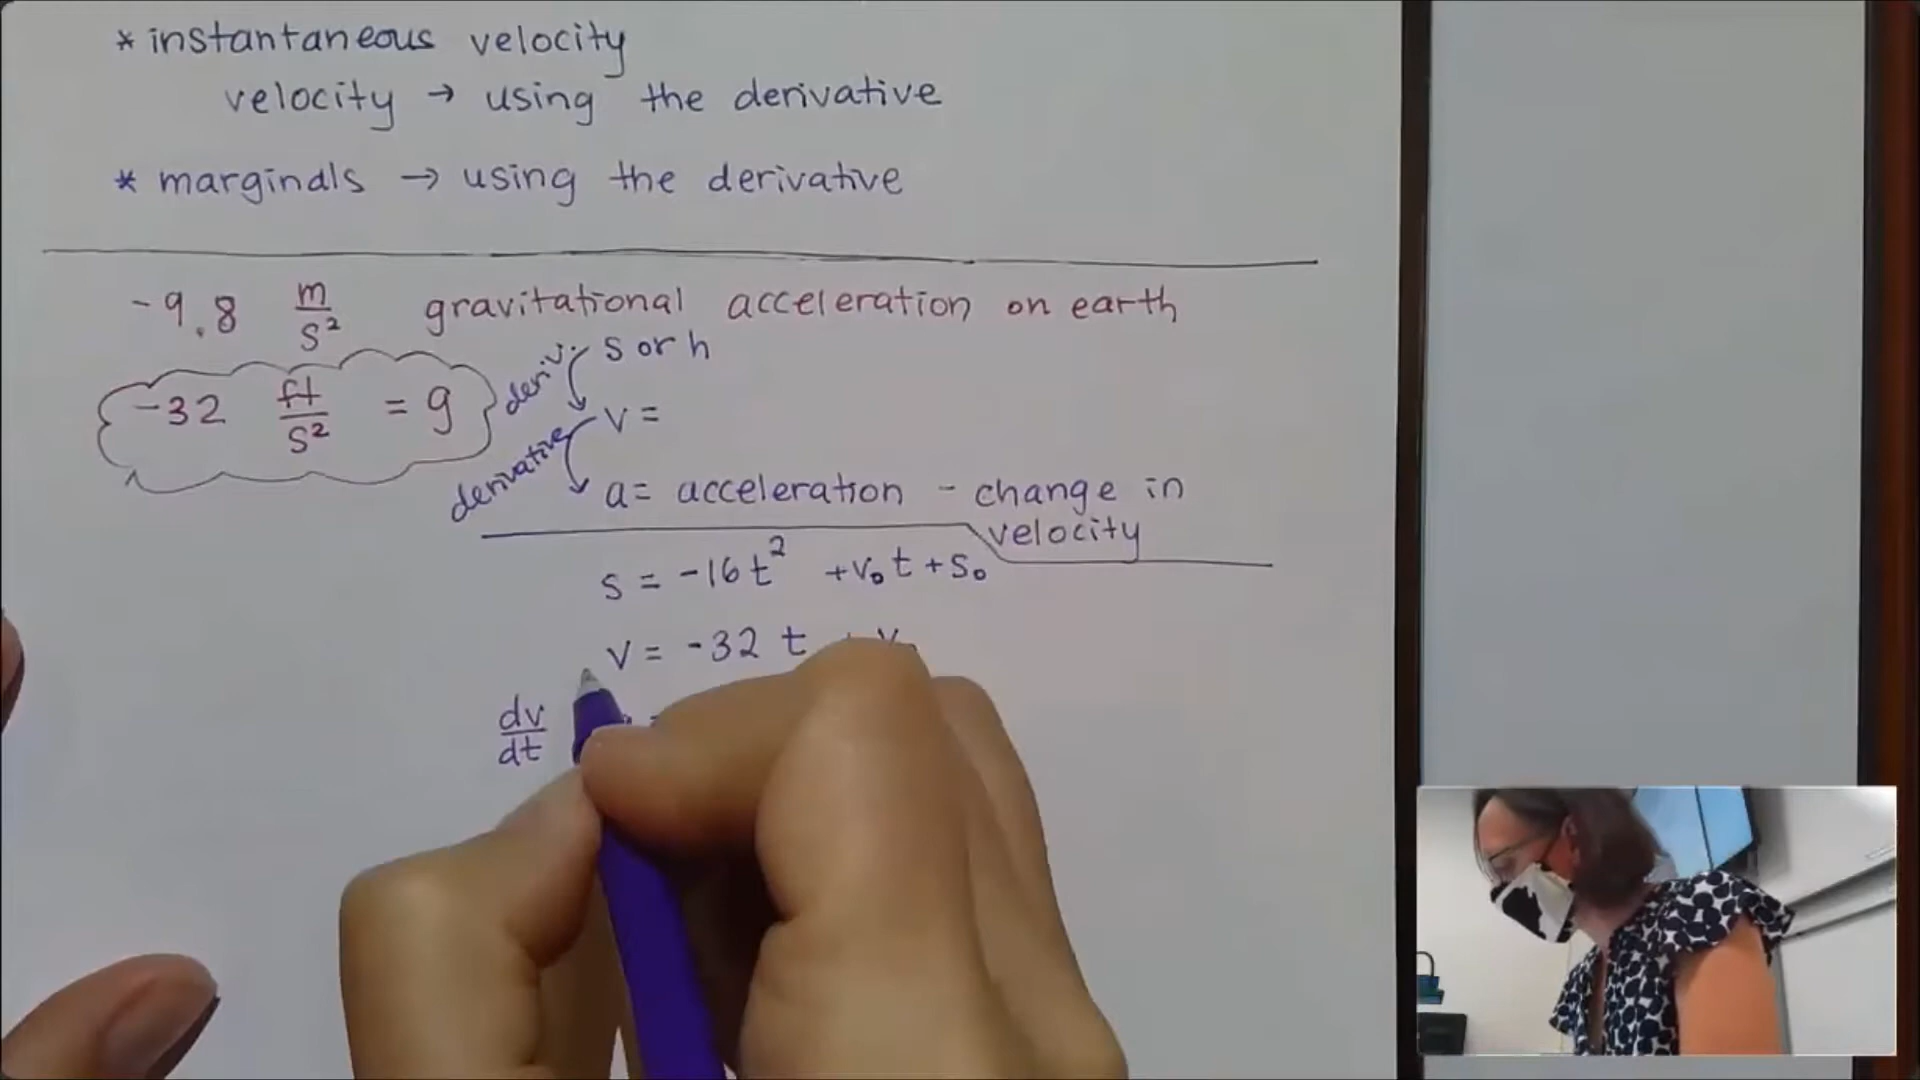 * instantaneous velocity
velocity → using the derivative
* marginals → using the derivative
-9.8 m/s² gravitational acceleration on earth
deriv. s or h
-32 ft/s² = g
v =
derivative
a = acceleration - change in
velocity
s = -16t² + v₀t + s₀
v = -32 t
dv/dt